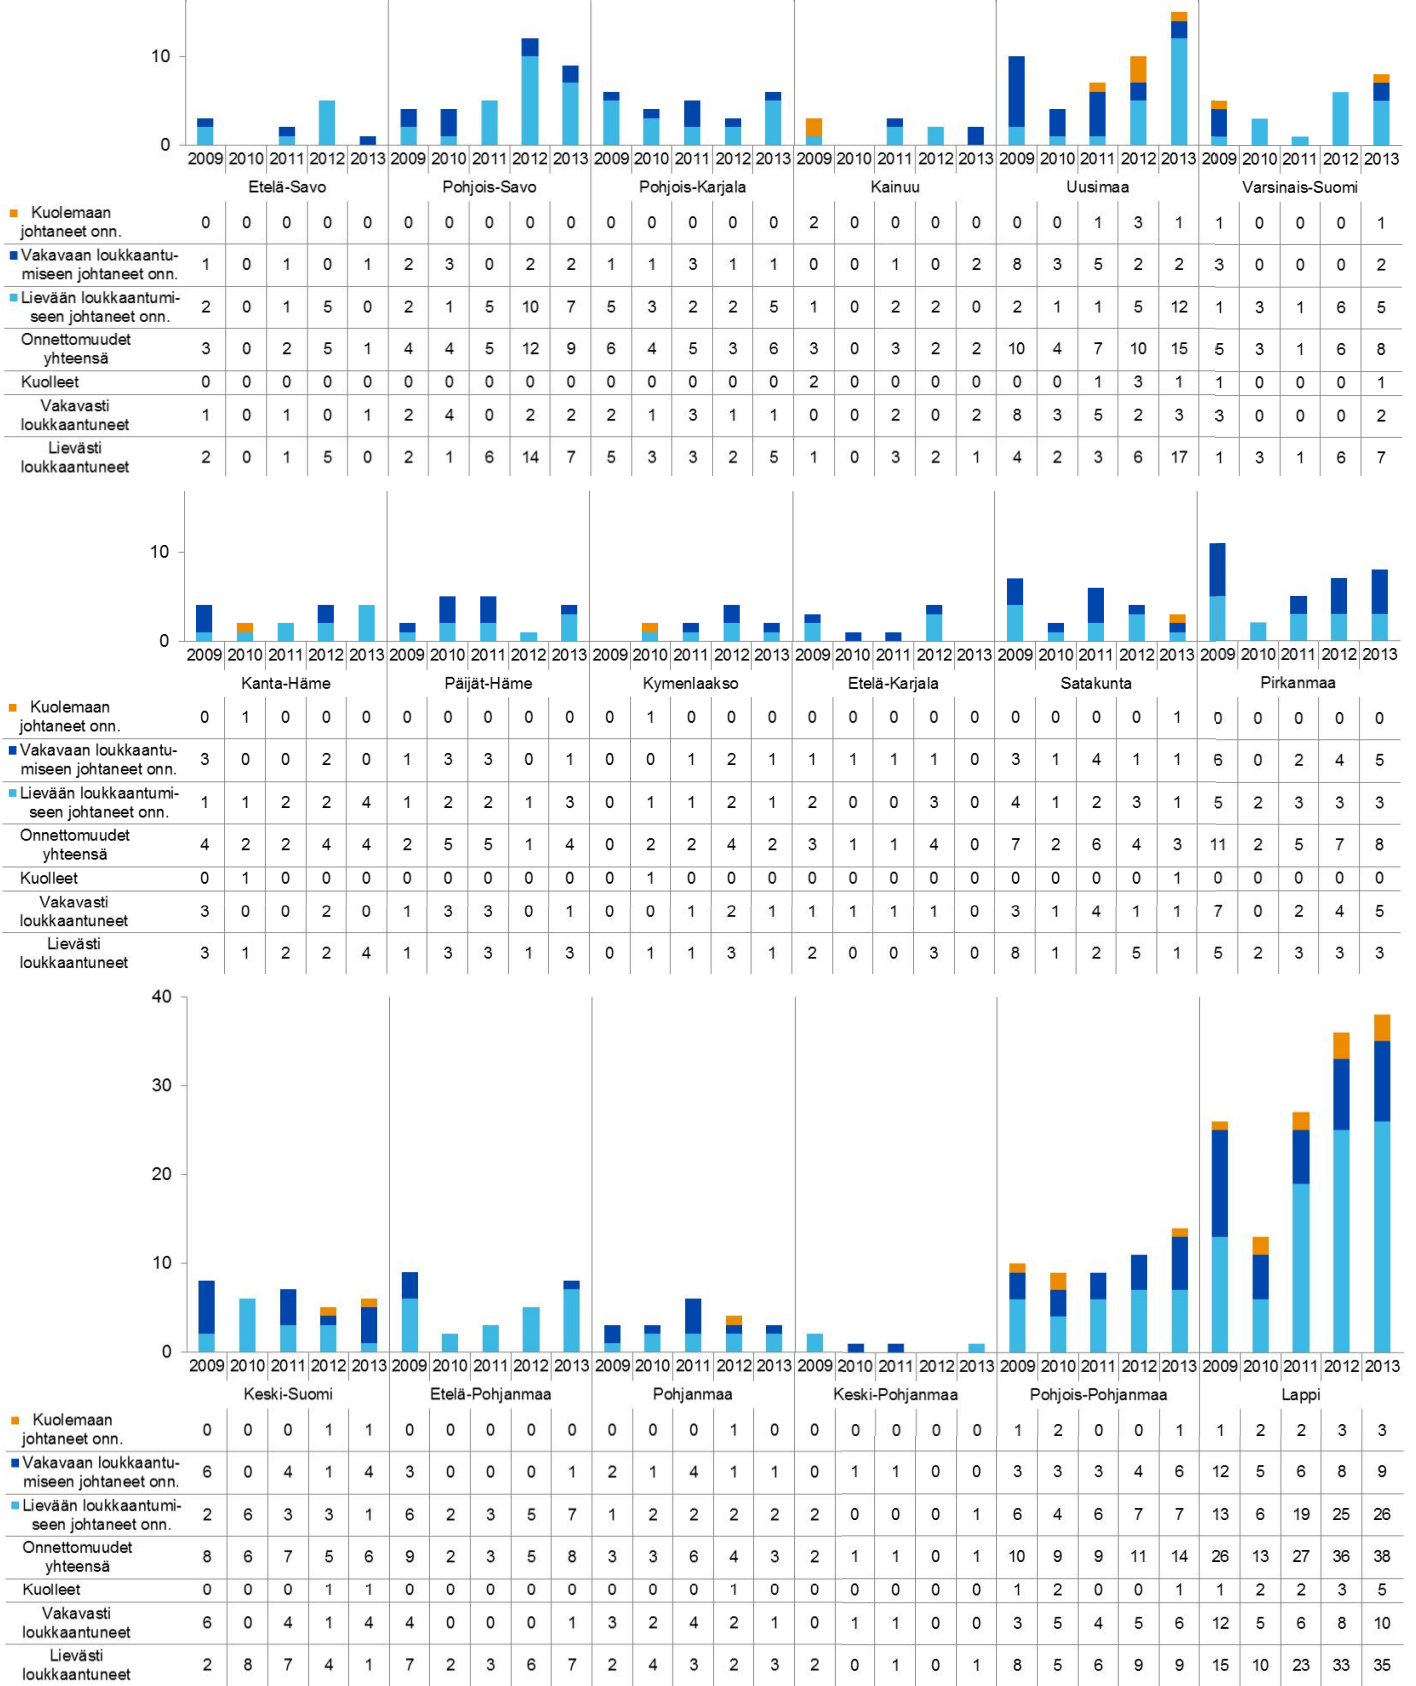 10
0
2009 2010 2011 2012 2013 2009 2010 2011 2012 2013 2009 2010 2011 2012 2013 2009 2010 2011 2012 2013 2009 2010 2011 2012 2013 2009 2010 2011 2012 2013
Etelä-Savo Pohjois-Savo Pohjois-Karjala Kainuu Uusimaa Varsinais-Suomi
Kuolemaan
johtaneet onn. 0 0 0 0 0 0 0 0 0 0 0 0 0 0 0 2 0 0 0 0 0 0 1 3 1 1 0 0 0 1
Vakavaan loukkaantu-
miseen johtaneet onn. 1 0 1 0 1 2 3 0 2 2 1 1 3 1 1 0 0 1 0 2 8 3 5 2 2 3 0 0 0 2
Lievään loukkaantumi-
seen johtaneet onn. 2 0 1 5 0 2 1 5 10 7 5 3 2 2 5 1 0 2 2 0 2 1 1 5 12 1 3 1 6 5
Onnettomuudet
yhteensä 3 0 2 5 1 4 4 5 12 9 6 4 5 3 6 3 0 3 2 2 10 4 7 10 15 5 3 1 6 8
Kuolleet 0 0 0 0 0 0 0 0 0 0 0 0 0 0 0 2 0 0 0 0 0 0 1 3 1 1 0 0 0 1
Vakavasti
loukkaantuneet 1 0 1 0 1 2 4 0 2 2 2 1 3 1 1 0 0 2 0 2 8 3 5 2 3 3 0 0 0 2
Lievästi
loukkaantuneet 2 0 1 5 0 2 1 6 14 7 5 3 3 2 5 1 0 3 2 1 4 2 3 6 17 1 3 1 6 7
10
0
2009 2010 2011 2012 2013 2009 2010 2011 2012 2013 2009 2010 2011 2012 2013 2009 2010 2011 2012 2013 2009 2010 2011 2012 2013 2009 2010 2011 2012 2013
Kanta-Häme Päijät-Häme Kymenlaakso Etelä-Karjala Satakunta Pirkanmaa
Kuolemaan
johtaneet onn. 0 1 0 0 0 0 0 0 0 0 0 1 0 0 0 0 0 0 0 0 0 0 0 0 1 0 0 0 0 0
Vakavaan loukkaantu-
miseen johtaneet onn. 3 0 0 2 0 1 3 3 0 1 0 0 1 2 1 1 1 1 1 0 3 1 4 1 1 6 0 2 4 5
Lievään loukkaantumi-
seen johtaneet onn. 1 1 2 2 4 1 2 2 1 3 0 1 1 2 1 2 0 0 3 0 4 1 2 3 1 5 2 3 3 3
Onnettomuudet
yhteensä 4 2 2 4 4 2 5 5 1 4 0 2 2 4 2 3 1 1 4 0 7 2 6 4 3 11 2 5 7 8
Kuolleet 0 1 0 0 0 0 0 0 0 0 0 1 0 0 0 0 0 0 0 0 0 0 0 0 1 0 0 0 0 0
Vakavasti
loukkaantuneet 3 0 0 2 0 1 3 3 0 1 0 0 1 2 1 1 1 1 1 0 3 1 4 1 1 7 0 2 4 5
Lievästi
loukkaantuneet 3 1 2 2 4 1 3 3 1 3 0 1 1 3 1 2 0 0 3 0 8 1 2 5 1 5 2 3 3 3
40
30
20
10
0
2009 2010 2011 2012 2013 2009 2010 2011 2012 2013 2009 2010 2011 2012 2013 2009 2010 2011 2012 2013 2009 2010 2011 2012 2013 2009 2010 2011 2012 2013
Keski-Suomi Etelä-Pohjanmaa Pohjanmaa Keski-Pohjanmaa Pohjois-Pohjanmaa Lappi
Kuolemaan
johtaneet onn. 0 0 0 1 1 0 0 0 0 0 0 0 0 1 0 0 0 0 0 0 1 2 0 0 1 1 2 2 3 3
Vakavaan loukkaantu-
miseen johtaneet onn. 6 0 4 1 4 3 0 0 0 1 2 1 4 1 1 0 1 1 0 0 3 3 3 4 6 12 5 6 8 9
Lievään loukkaantumi-
seen johtaneet onn. 2 6 3 3 1 6 2 3 5 7 1 2 2 2 2 2 0 0 0 1 6 4 6 7 7 13 6 19 25 26
Onnettomuudet
yhteensä 8 6 7 5 6 9 2 3 5 8 3 3 6 4 3 2 1 1 0 1 10 9 9 11 14 26 13 27 36 38
Kuolleet 0 0 0 1 1 0 0 0 0 0 0 0 0 1 0 0 0 0 0 0 1 2 0 0 1 1 2 2 3 5
Vakavasti
loukkaantuneet 6 0 4 1 4 4 0 0 0 1 3 2 4 2 1 0 1 1 0 0 3 5 4 5 6 12 5 6 8 10
Lievästi
loukkaantuneet 2 8 7 4 1 7 2 3 6 7 2 4 3 2 3 2 0 1 0 1 8 5 6 9 9 15 10 23 33 35